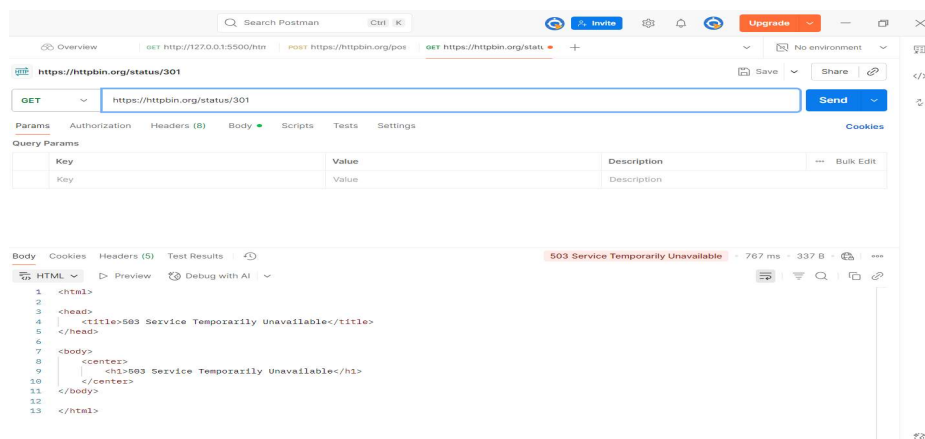 Search Postman Ctrl K Invite Upgrade
Overview GET http://127.0.0.1:5500/htn POST https://httpbin.org/pos GET https://httpbin.org/statu No environment
HTTP https://httpbin.org/status/301 Save Share
GET https://httpbin.org/status/301 Send
Params Authorization Headers (8) Body Scripts Tests Settings Cookies
Query Params
Key Value Description Bulk Edit
Key Value Description
Body Cookies Headers (5) Test Results 503 Service Temporarily Unavailable 767 ms 337 B
HTML Preview Debug with AI
1 <html>
2
3 <head>
4 <title>503 Service Temporarily Unavailable</title>
5 </head>
6
7 <body>
8 <center>
9 <h1>503 Service Temporarily Unavailable</h1>
10 </center>
11 </body>
12
13 </html>